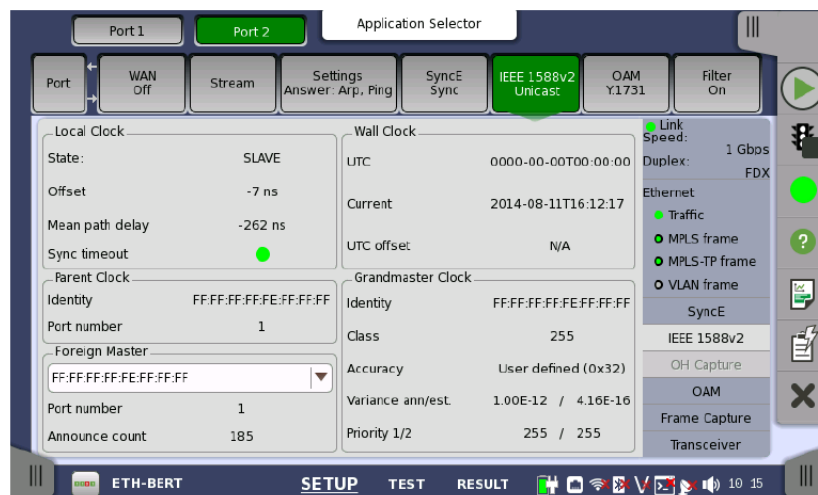 Application Selector
Port 1
Port 2
Port
WAN
Off
Stream
Settings
Answer: Arp, Ping
SyncE
Sync
IEEE 1588v2
Unicast
OAM
Y.1731
Filter
On
Local Clock
State: SLAVE
Offset -7 ns
Mean path delay -262 ns
Sync timeout
Parent Clock
Identity FF:FF:FF:FF:FE:FF:FF:FF
Port number 1
Foreign Master
FF:FF:FF:FF:FE:FF:FF:FF
Port number 1
Announce count 185
Wall Clock
UTC 0000-00-00T00:00:00
Current 2014-08-11T16:12:17
UTC offset N/A
Grandmaster Clock
Identity FF:FF:FF:FF:FE:FF:FF:FF
Class 255
Accuracy User defined (0x32)
Variance ann/est. 1.00E-12 / 4.16E-16
Priority 1/2 255 / 255
Link
Speed:
1 Gbps
Duplex:
FDX
Ethernet
Traffic
MPLS frame
MPLS-TP frame
VLAN frame
SyncE
IEEE 1588v2
OH Capture
OAM
Frame Capture
Transceiver
ETH-BERT
SETUP TEST RESULT
10 15